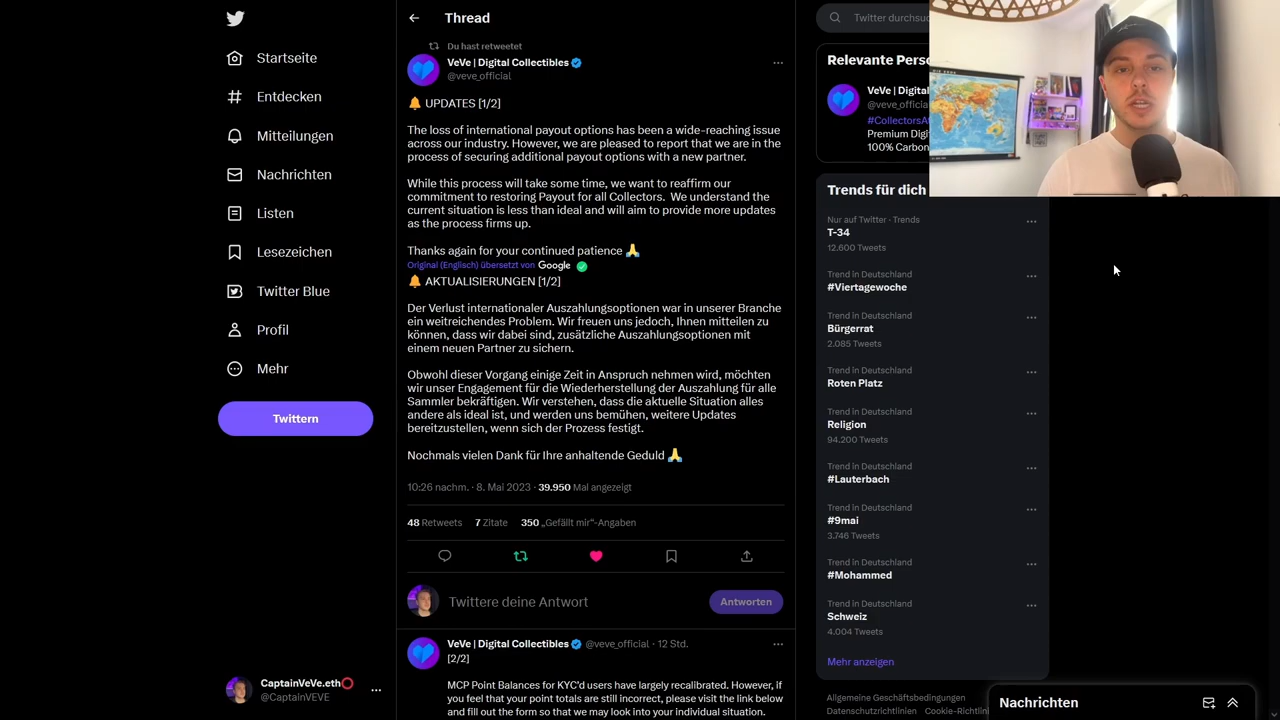 Startseite
Entdecken
Mitteilungen
Nachrichten
Listen
Lesezeichen
Twitter Blue
Profil
Mehr
Twittern
CaptainVeVe.eth
@CaptainVEVE
Thread
Du hast retweetet
VeVe | Digital Collectibles
@veve_official
🔔 UPDATES [1/2]
The loss of international payout options has been a wide-reaching issue
across our industry. However, we are pleased to report that we are in the
process of securing additional payout options with a new partner.
While this process will take some time, we want to reaffirm our
commitment to restoring Payout for all Collectors. We understand the
current situation is less than ideal and will aim to provide more updates
as the process firms up.
Thanks again for your continued patience 🙏
Original (Englisch) übersetzt von Google
🔔 AKTUALISIERUNGEN [1/2]
Der Verlust internationaler Auszahlungsoptionen war in unserer Branche
ein weitreichendes Problem. Wir freuen uns jedoch, Ihnen mitteilen zu
können, dass wir dabei sind, zusätzliche Auszahlungsoptionen mit
einem neuen Partner zu sichern.
Obwohl dieser Vorgang einige Zeit in Anspruch nehmen wird, möchten
wir unser Engagement für die Wiederherstellung der Auszahlung für alle
Sammler bekräftigen. Wir verstehen, dass die aktuelle Situation alles
andere als ideal ist, und werden uns bemühen, weitere Updates
bereitzustellen, wenn sich der Prozess festigt.
Nochmals vielen Dank für Ihre anhaltende Geduld 🙏
10:26 nachm. · 8. Mai 2023 · 39.950 Mal angezeigt
48 Retweets 7 Zitate 350 „Gefällt mir“-Angaben
Twittere deine Antwort
Antworten
VeVe | Digital Collectibles @veve_official · 12 Std.
[2/2]
MCP Point Balances for KYC'd users have largely recalibrated. However, if
you feel that your point totals are still incorrect, please visit the link below
and fill out the form so that we may look into your individual situation.
Twitter durchsuc
Relevante Perso
VeVe | Digital
@veve_officia
#CollectorsAt
Premium Digi
100% Carbon
Trends für dich
Nur auf Twitter · Trends
T-34
12.600 Tweets
Trend in Deutschland
#Viertagewoche
Trend in Deutschland
Bürgerrat
2.085 Tweets
Trend in Deutschland
Roten Platz
Trend in Deutschland
Religion
94.200 Tweets
Trend in Deutschland
#Lauterbach
Trend in Deutschland
#9mai
3.746 Tweets
Trend in Deutschland
#Mohammed
Trend in Deutschland
Schweiz
4.004 Tweets
Mehr anzeigen
Allgemeine Geschäftsbedingungen
Datenschutzrichtlinien Cookie-Richtlini
Nachrichten